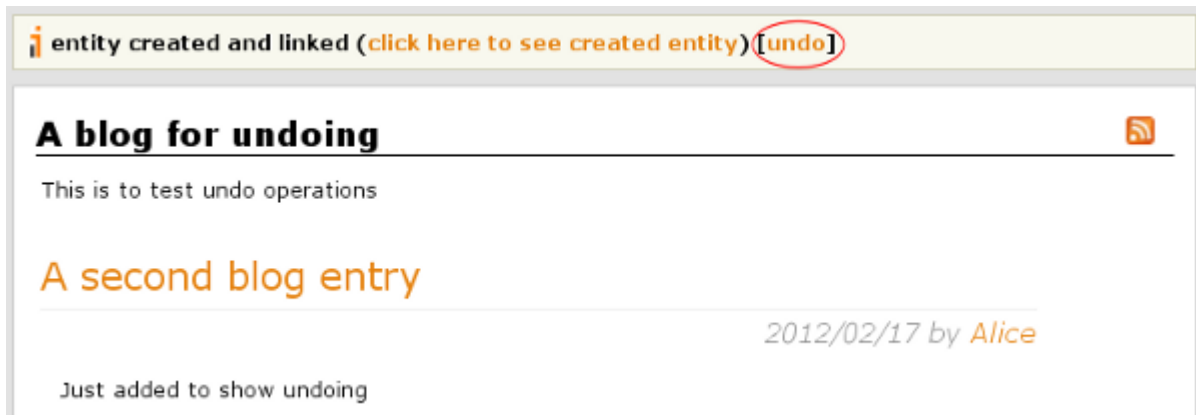 entity created and linked (click here to see created entity) [undo]
A blog for undoing
This is to test undo operations
A second blog entry
2012/02/17 by Alice
Just added to show undoing